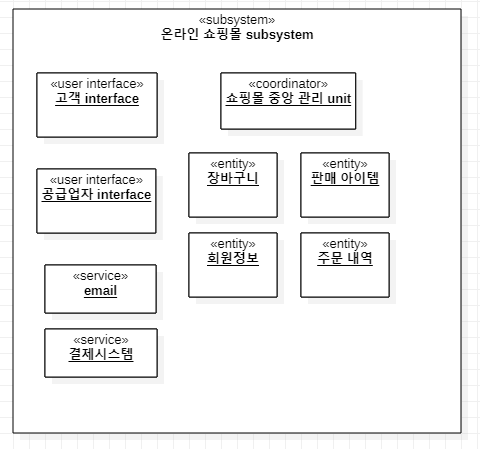 «subsystem»
온라인 쇼핑몰 subsystem
«user interface»
고객 interface
«coordinator»
쇼핑몰 중앙 관리 unit
«user interface»
공급업자 interface
«entity»
장바구니
«entity»
판매 아이템
«entity»
회원정보
«entity»
주문 내역
«service»
email
«service»
결제시스템